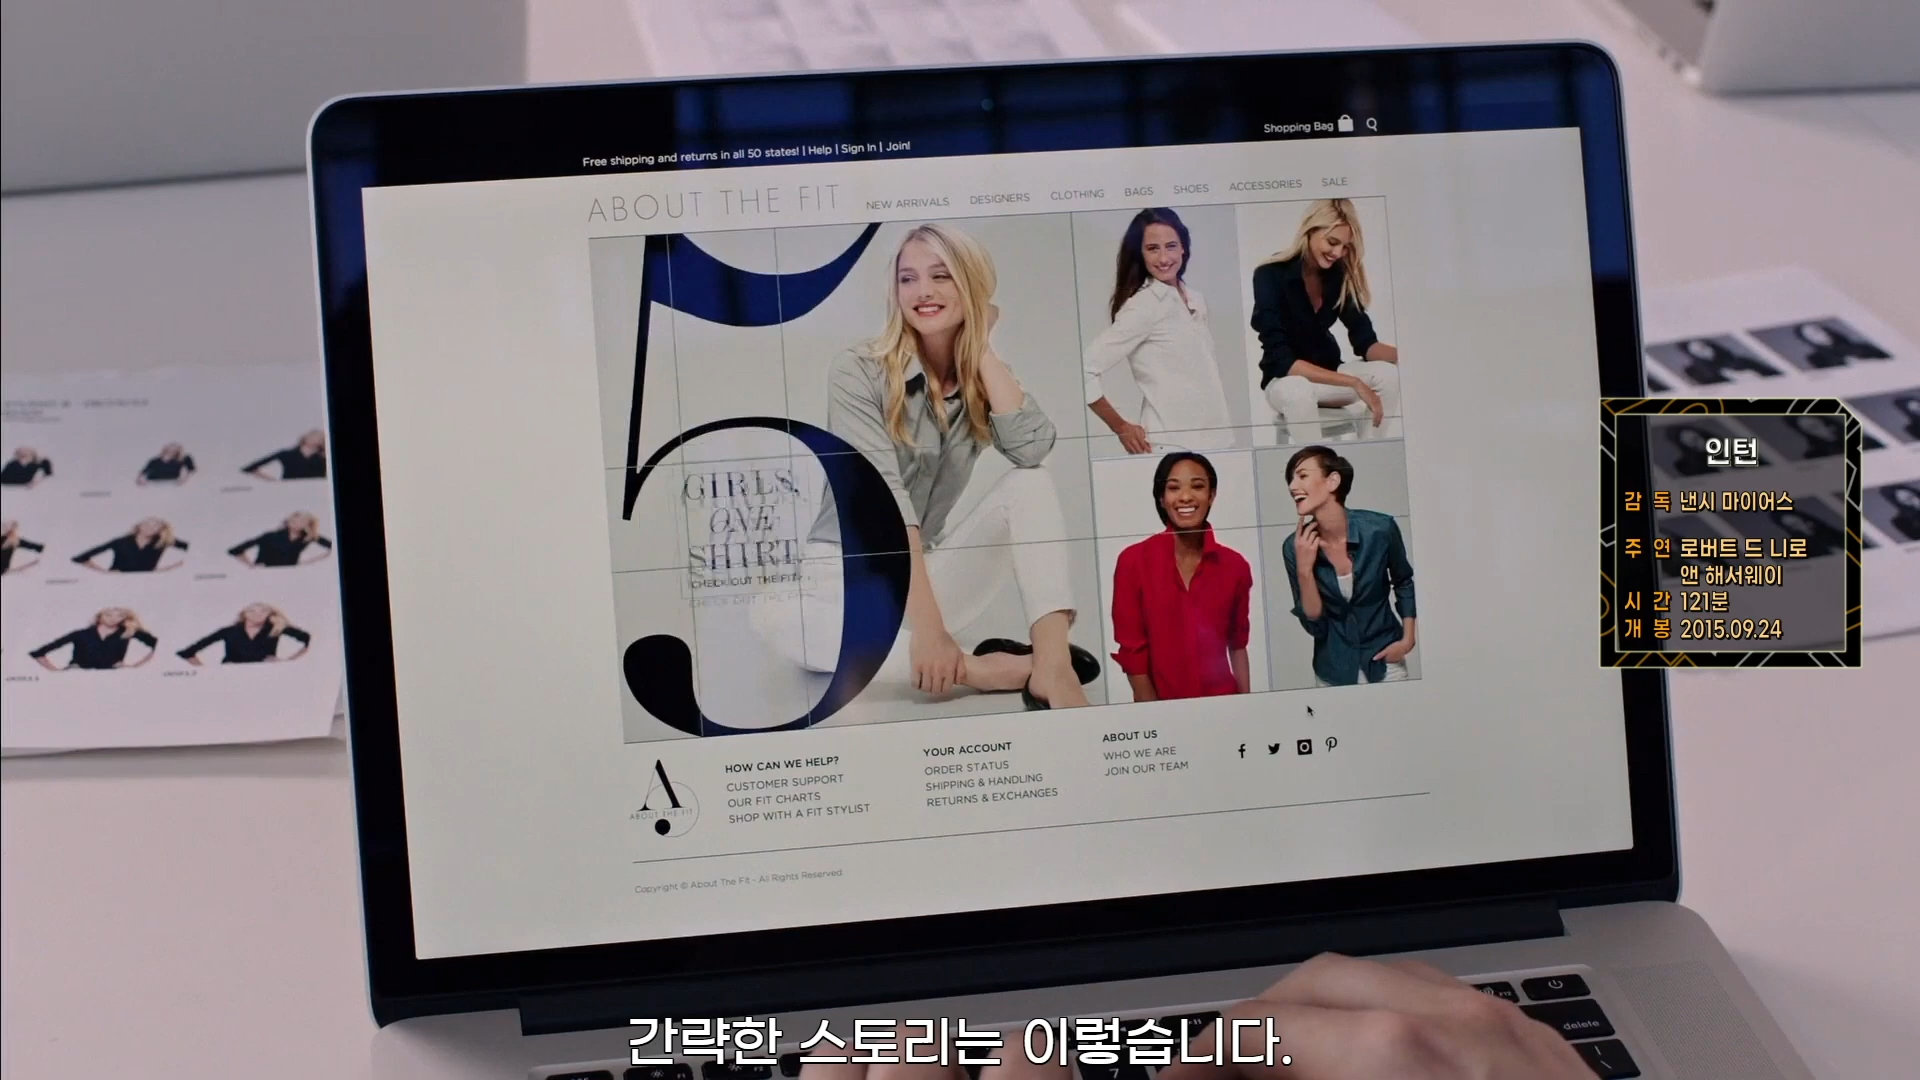 Shopping Bag
Free shipping and returns in all 50 states! | Help | Sign In | Join!
ABOUT THE FIT
NEW ARRIVALS
DESIGNERS
CLOTHING
BAGS
SHOES
ACCESSORIES
SALE
5
GIRLS,
ONE
SHIRT.
CHECK OUT THE FIT
인턴
감 독 낸시 마이어스
주 연 로버트 드 니로
앤 해서웨이
시 간 121분
개 봉 2015.09.24
A
ABOUT THE FIT
HOW CAN WE HELP?
CUSTOMER SUPPORT
OUR FIT CHARTS
SHOP WITH A FIT STYLIST
YOUR ACCOUNT
ORDER STATUS
SHIPPING & HANDLING
RETURNS & EXCHANGES
ABOUT US
WHO WE ARE
JOIN OUR TEAM
Copyright © About The Fit - All Rights Reserved.
delete
7
간략한 스토리는 이렇습니다.